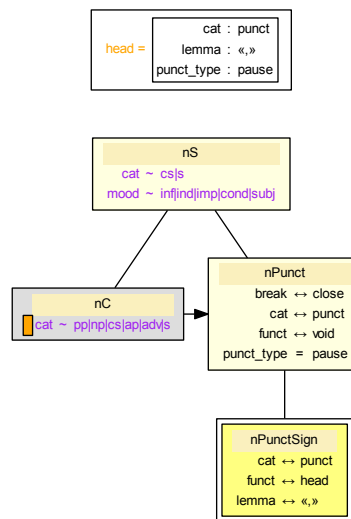 head =
cat : punct
lemma : «,»
punct_type : pause
nS
cat ~ cs|s
mood ~ inf|ind|imp|cond|subj
nC
cat ~ pp|np|cs|ap|adv|s
nPunct
break ↔ close
cat ↔ punct
funct ↔ void
punct_type = pause
nPunctSign
cat ↔ punct
funct ↔ head
lemma ↔ «,»